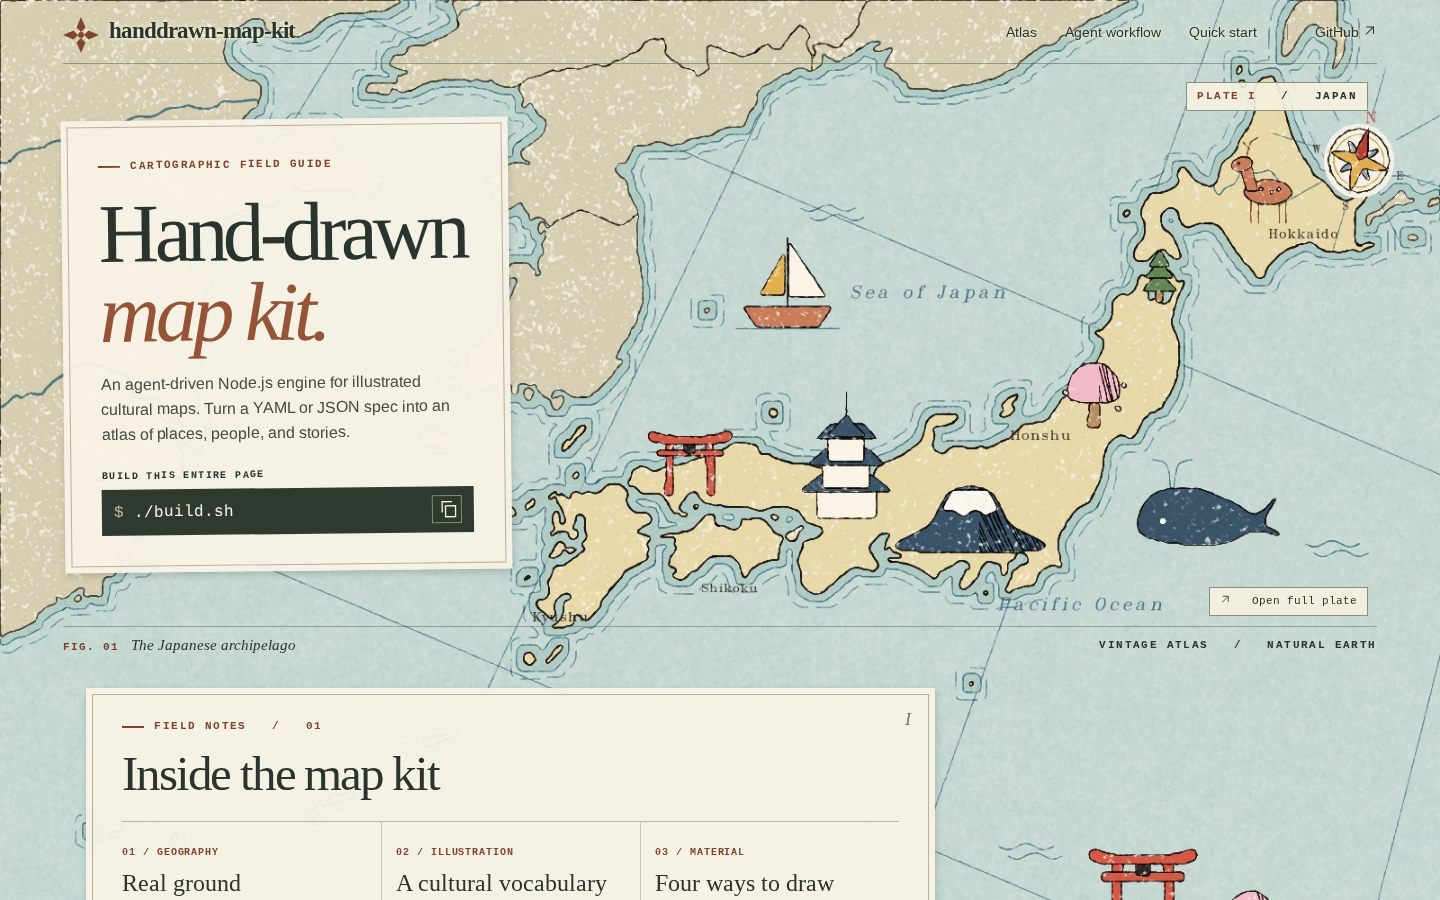 handdrawn-map-kit
Atlas
Agent workflow
Quick start
GitHub
PLATE I / JAPAN
N
W
E
S
CARTOGRAPHIC FIELD GUIDE
Hand-drawn
map kit.
An agent-driven Node.js engine for illustrated
cultural maps. Turn a YAML or JSON spec into an
atlas of places, people, and stories.
BUILD THIS ENTIRE PAGE
$ ./build.sh
Hokkaido
Sea of Japan
Honshu
Shikoku
Kyushu
Pacific Ocean
Open full plate
FIG. 01 The Japanese archipelago
VINTAGE ATLAS / NATURAL EARTH
FIELD NOTES / 01
I
Inside the map kit
01 / GEOGRAPHY
Real ground
02 / ILLUSTRATION
A cultural vocabulary
03 / MATERIAL
Four ways to draw